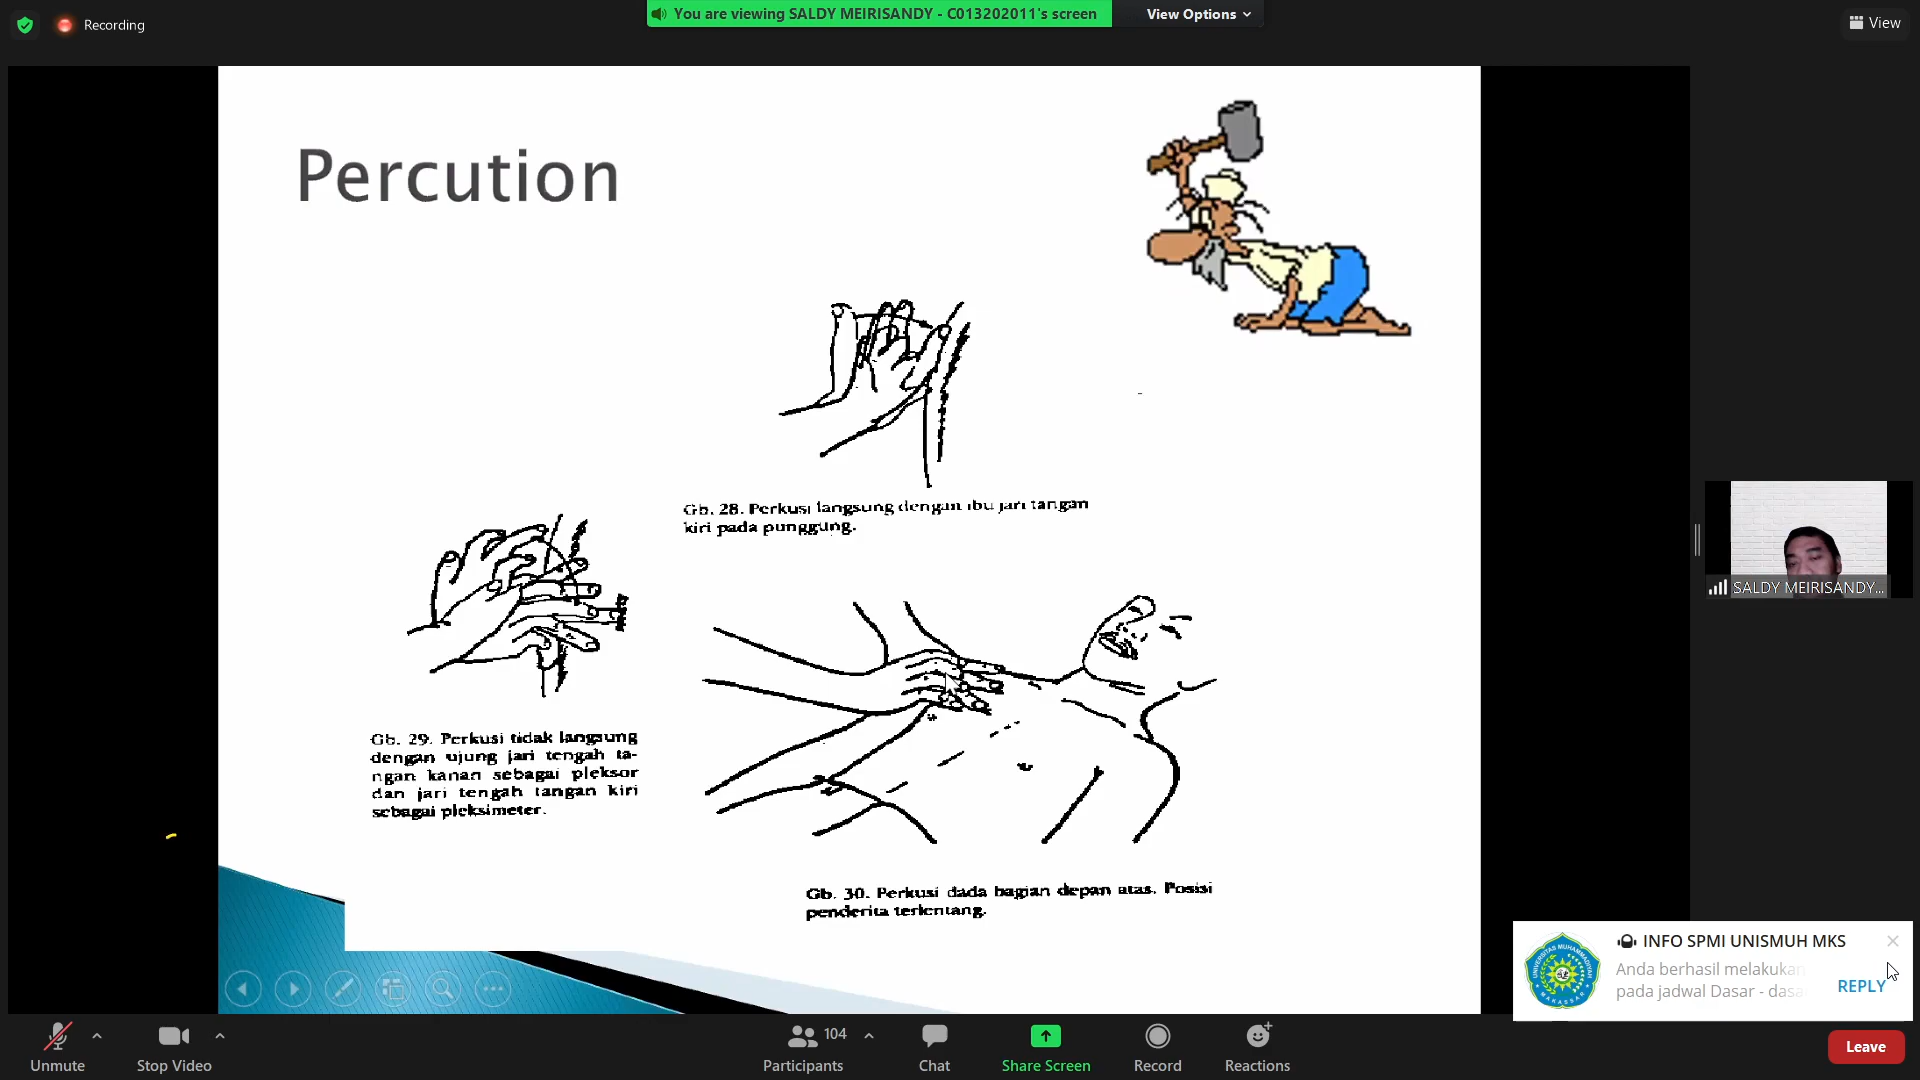 Recording
You are viewing SALDY MEIRISANDY - C013202011's screen
View Options
View
Percution
Gb. 28. Perkusi langsung dengan ibu jari tangan
kiri pada punggung.
Gb. 29. Perkusi tidak langsung
dengan ujung jari tengah ta-
ngan kanan sebagai pleksor
dan jari tengah tangan kiri
sebagai pleksimeter.
Gb. 30. Perkusi dada bagian depan atas. Posisi
penderita terlentang.
SALDY MEIRISANDY...
INFO SPMI UNISMUH MKS
Anda berhasil melakukan
pada jadwal Dasar - dasa
REPLY
Unmute
Stop Video
104
Participants
Chat
Share Screen
Record
Reactions
Leave